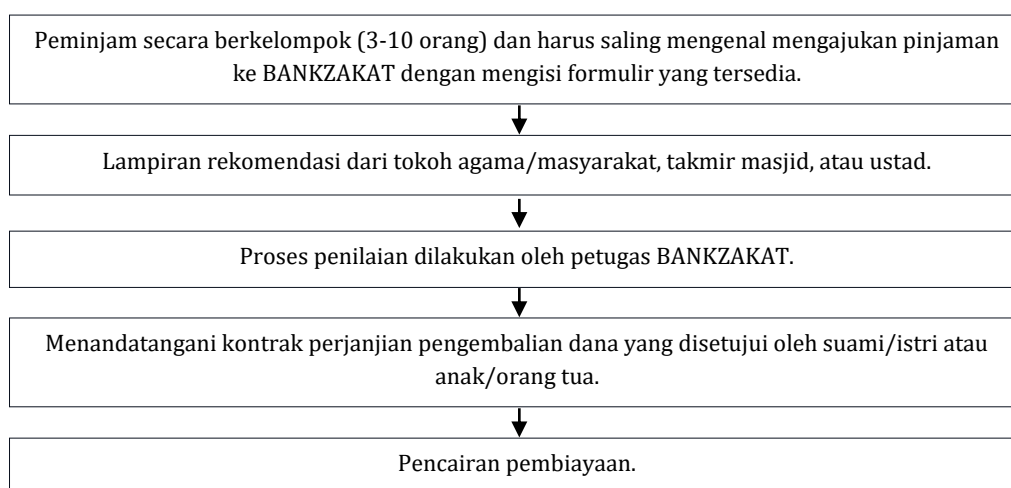 Peminjam secara berkelompok (3-10 orang) dan harus saling mengenal mengajukan pinjaman
ke BANKZAKAT dengan mengisi formulir yang tersedia.
Lampiran rekomendasi dari tokoh agama/masyarakat, takmir masjid, atau ustad.
Proses penilaian dilakukan oleh petugas BANKZAKAT.
Menandatangani kontrak perjanjian pengembalian dana yang disetujui oleh suami/istri atau
anak/orang tua.
Pencairan pembiayaan.